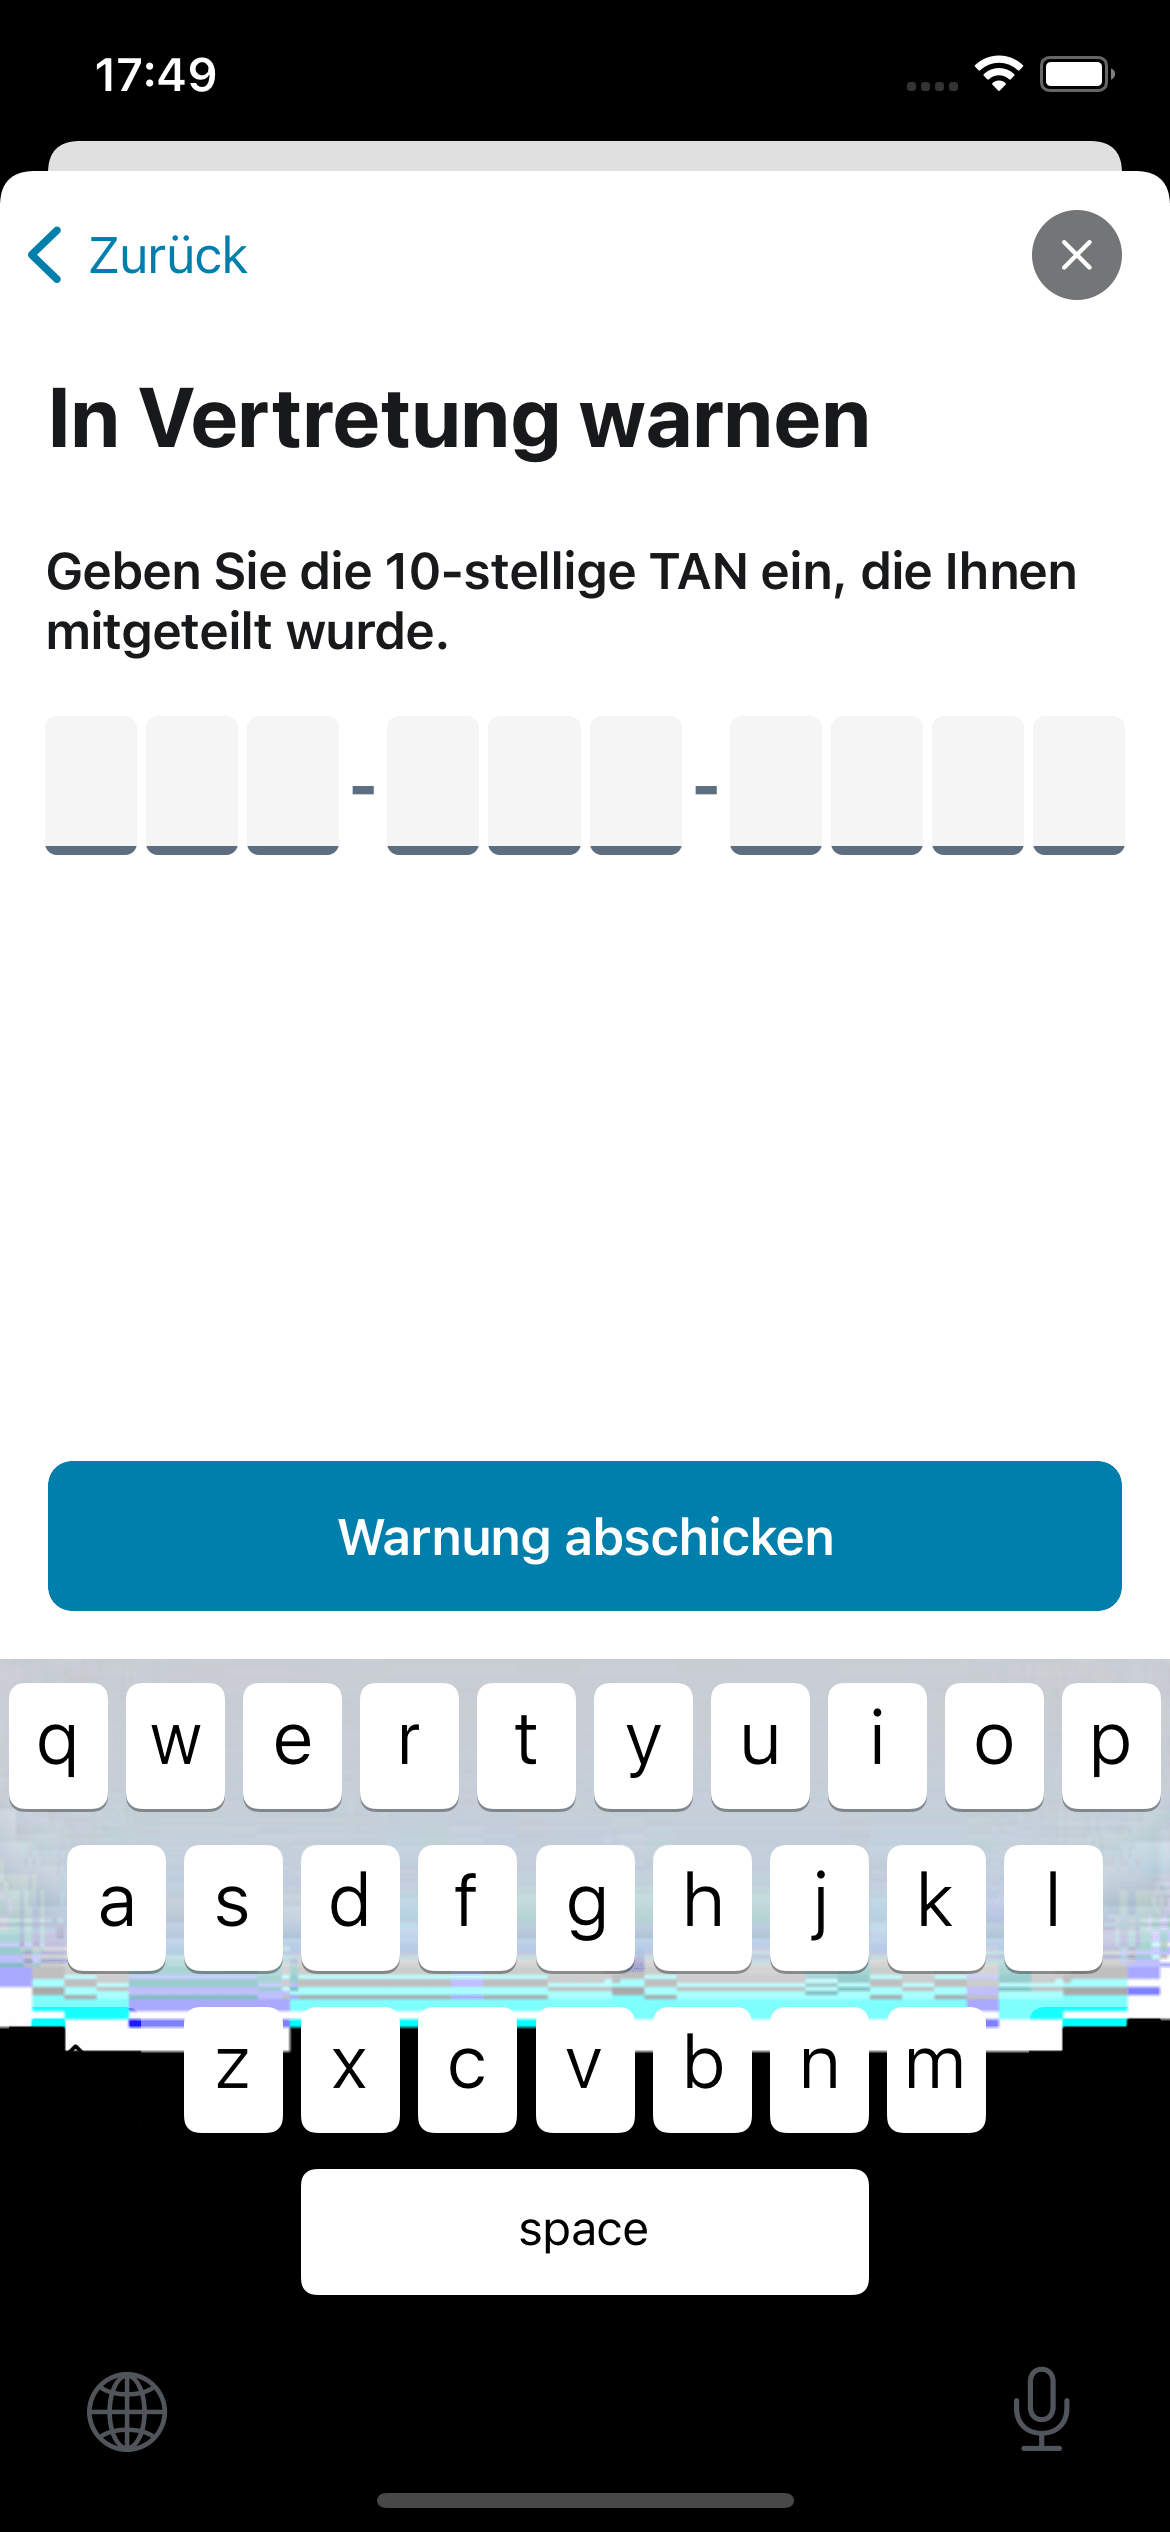 17:49
Zurück
In Vertretung warnen
Geben Sie die 10-stellige TAN ein, die Ihnen
mitgeteilt wurde.
- -
Warnung abschicken
q w e r t y u i o p
a s d f g h j k l
z x c v b n m
space